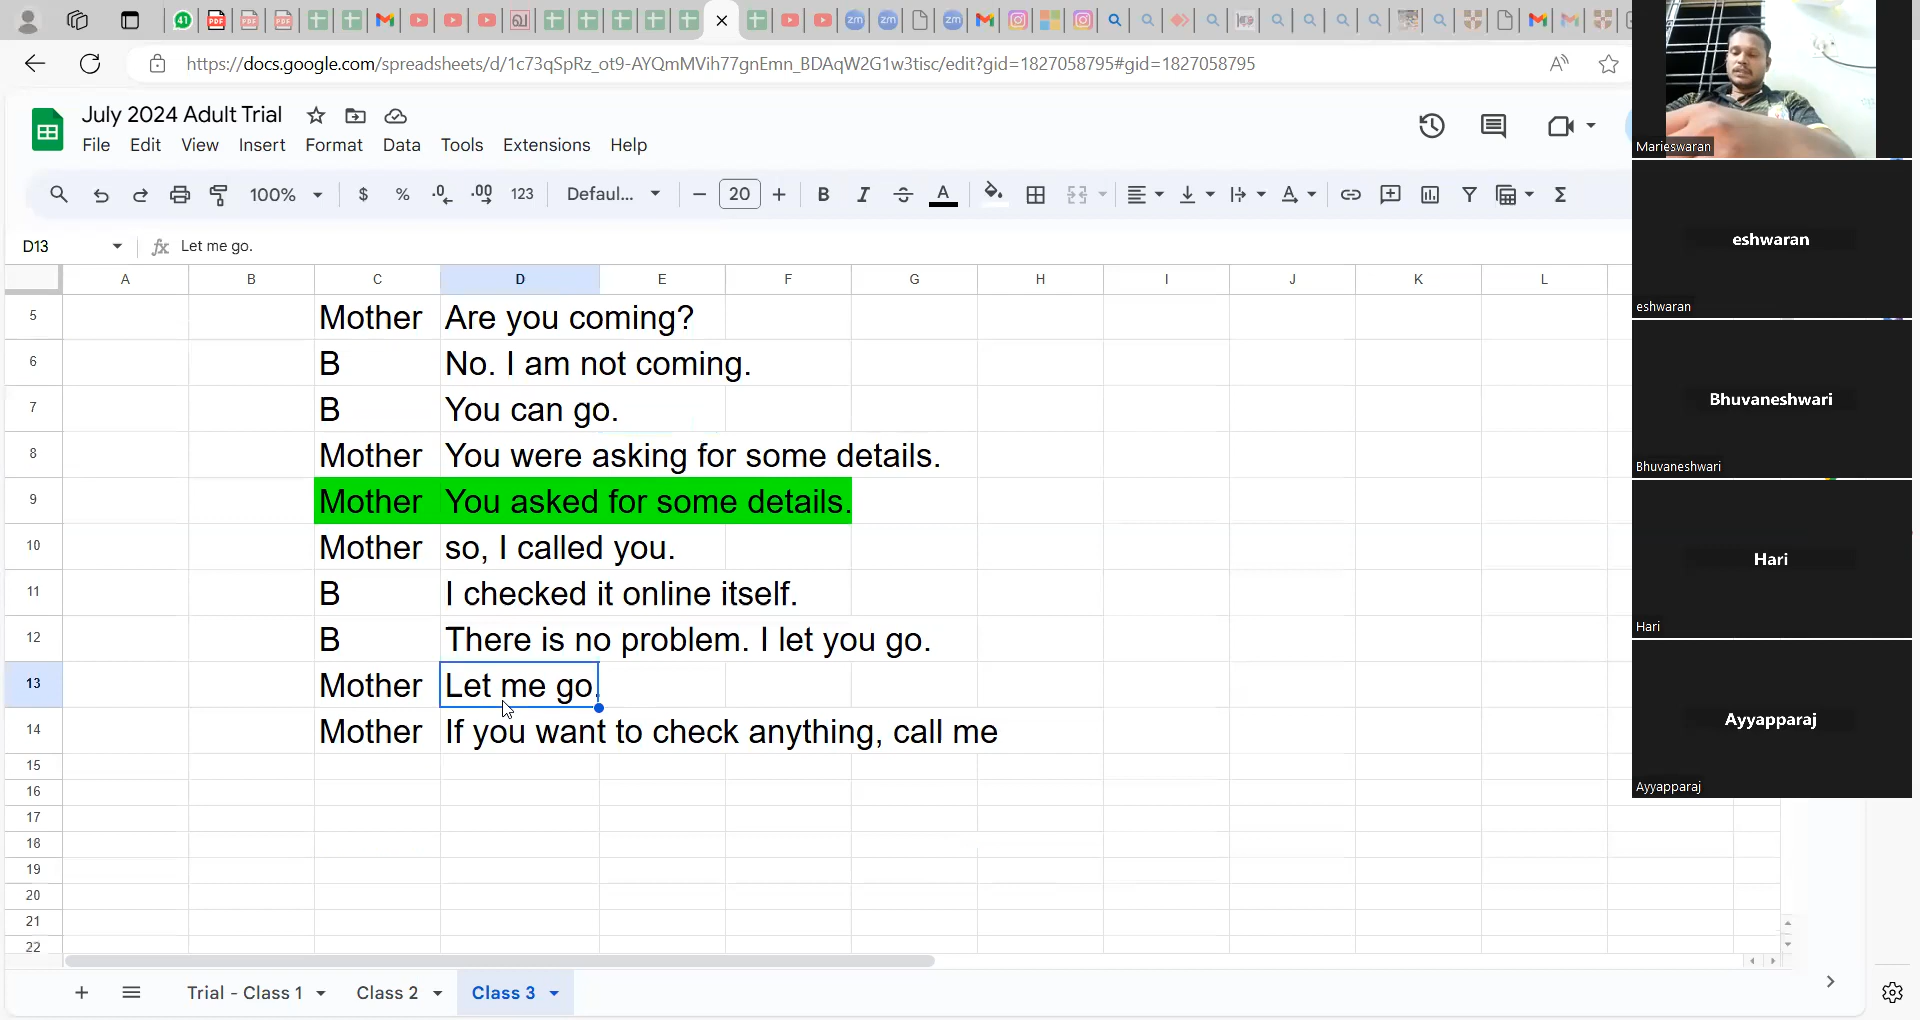 41
https://docs.google.com/spreadsheets/d/1c73qSpRz_ot9-AYQmMVih77gnEmn_BDAqW2G1w3tisc/edit?gid=1827058795#gid=1827058795
July 2024 Adult Trial
File Edit View Insert Format Data Tools Extensions Help
100% $ % .0 .00 123 Defaul... 20 B I A
D13 fx Let me go.
A B C D E F G H I J K L
5 Mother Are you coming?
6 B No. I am not coming.
7 B You can go.
8 Mother You were asking for some details.
9 Mother You asked for some details.
10 Mother so, I called you.
11 B I checked it online itself.
12 B There is no problem. I let you go.
13 Mother Let me go.
14 Mother If you want to check anything, call me
15
16
17
18
19
20
21
22
Trial - Class 1 Class 2 Class 3
Marieswaran
eshwaran
eshwaran
Bhuvaneshwari
Bhuvaneshwari
Hari
Hari
Ayyapparaj
Ayyapparaj